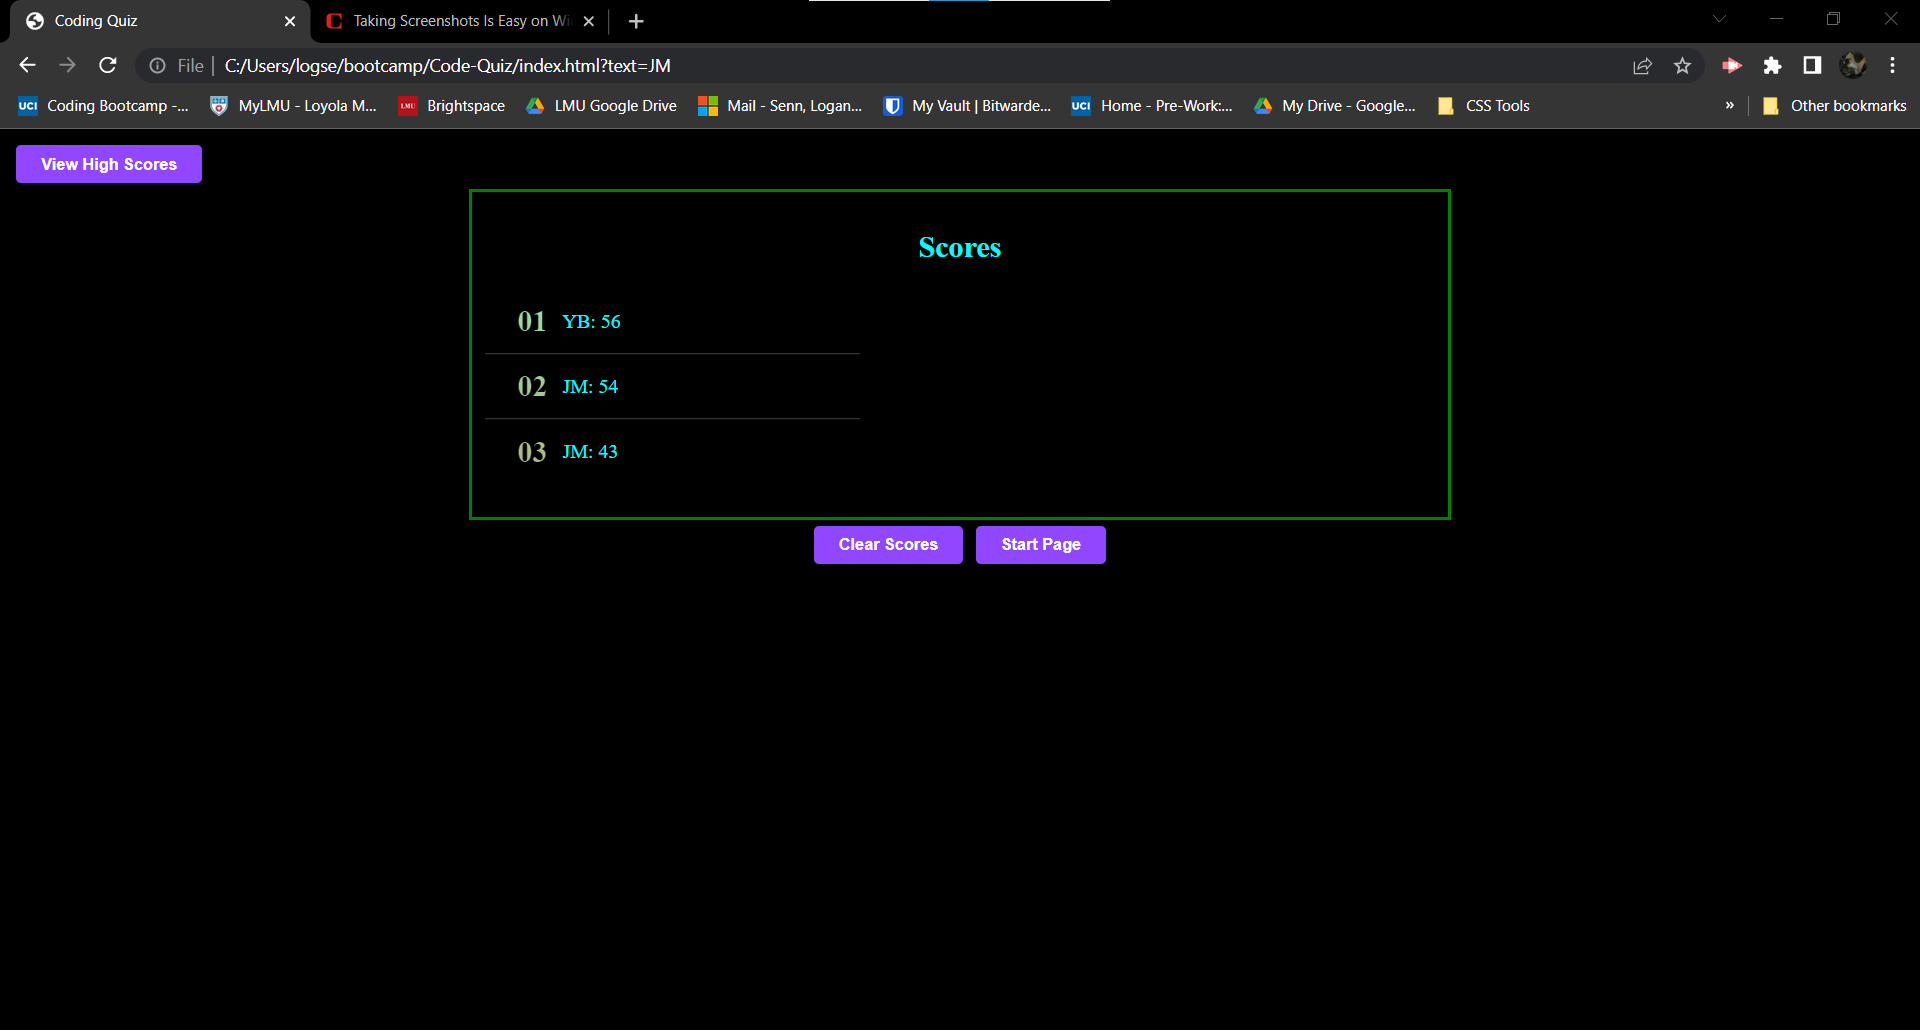 Coding Quiz
Taking Screenshots Is Easy on Wi
File | C:/Users/logse/bootcamp/Code-Quiz/index.html?text=JM
UCI Coding Bootcamp -... MyLMU - Loyola M... LMU Brightspace LMU Google Drive Mail - Senn, Logan... My Vault | Bitwarde... UCI Home - Pre-Work:... My Drive - Google... CSS Tools » Other bookmarks
View High Scores
Scores
01 YB: 56
02 JM: 54
03 JM: 43
Clear Scores Start Page